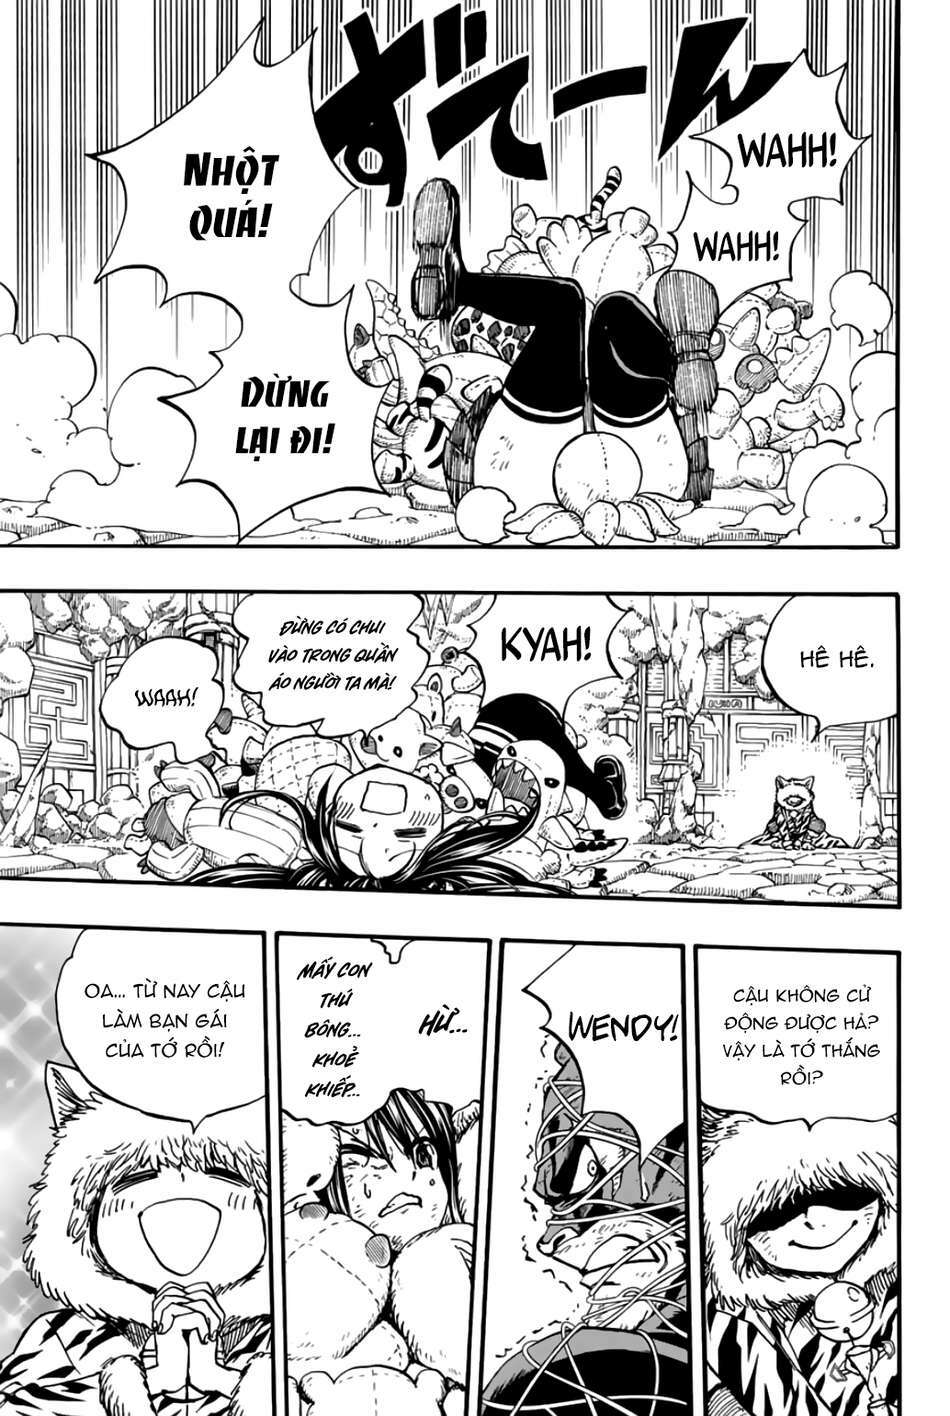 すてーん
WAHH!
WAHH!
NHỘT
QUÁ!
DỪNG
LẠI ĐI!
HÊ HÊ.
KYAH!
ĐỪNG CÓ CHUI
VÀO TRONG QUẦN
ÁO NGƯỜI TA MÀ!
WAAH!
CẬU KHÔNG CỬ
ĐỘNG ĐƯỢC HẢ?
VẬY LÀ TỚ THẮNG
RỒI?
WENDY!
HỪ...
MẤY CON
THÚ
BÔNG...
KHOẺ
KHIẾP...
OA... TỪ NAY CẬU
LÀM BẠN GÁI
CỦA TỚ RỒI!